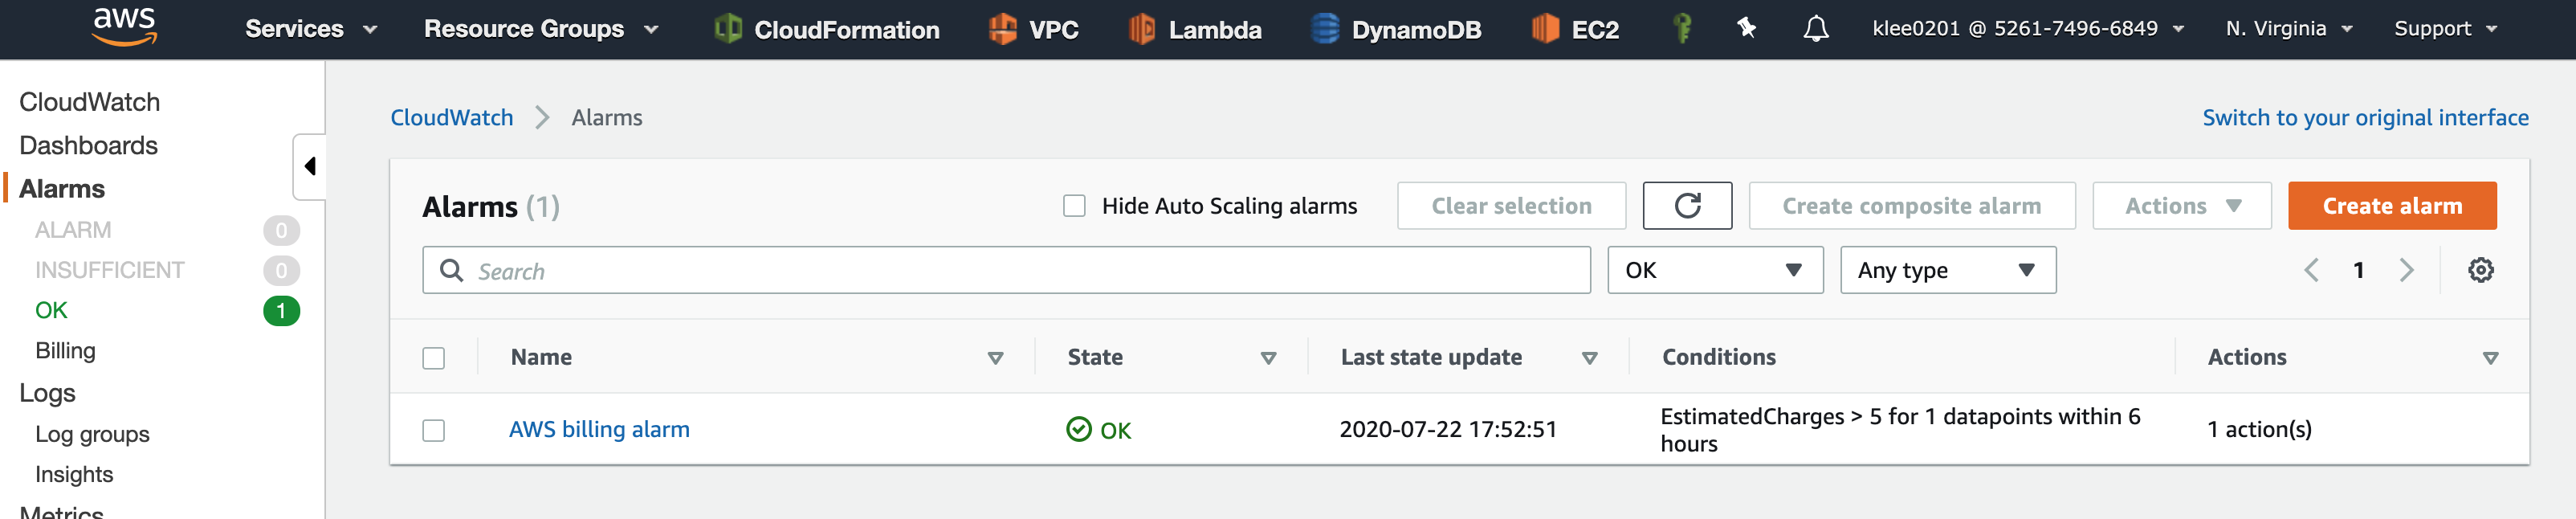 aws Services Resource Groups CloudFormation VPC Lambda DynamoDB EC2 klee0201 @ 5261-7496-6849 N. Virginia Support
CloudWatch
Dashboards
Alarms
ALARM 0
INSUFFICIENT 0
OK 1
Billing
Logs
Log groups
Insights
Metrics
CloudWatch Alarms Switch to your original interface
Alarms (1) Hide Auto Scaling alarms Clear selection Create composite alarm Actions Create alarm
Search OK Any type 1
Name State Last state update Conditions Actions
AWS billing alarm OK 2020-07-22 17:52:51 EstimatedCharges > 5 for 1 datapoints within 6
hours 1 action(s)